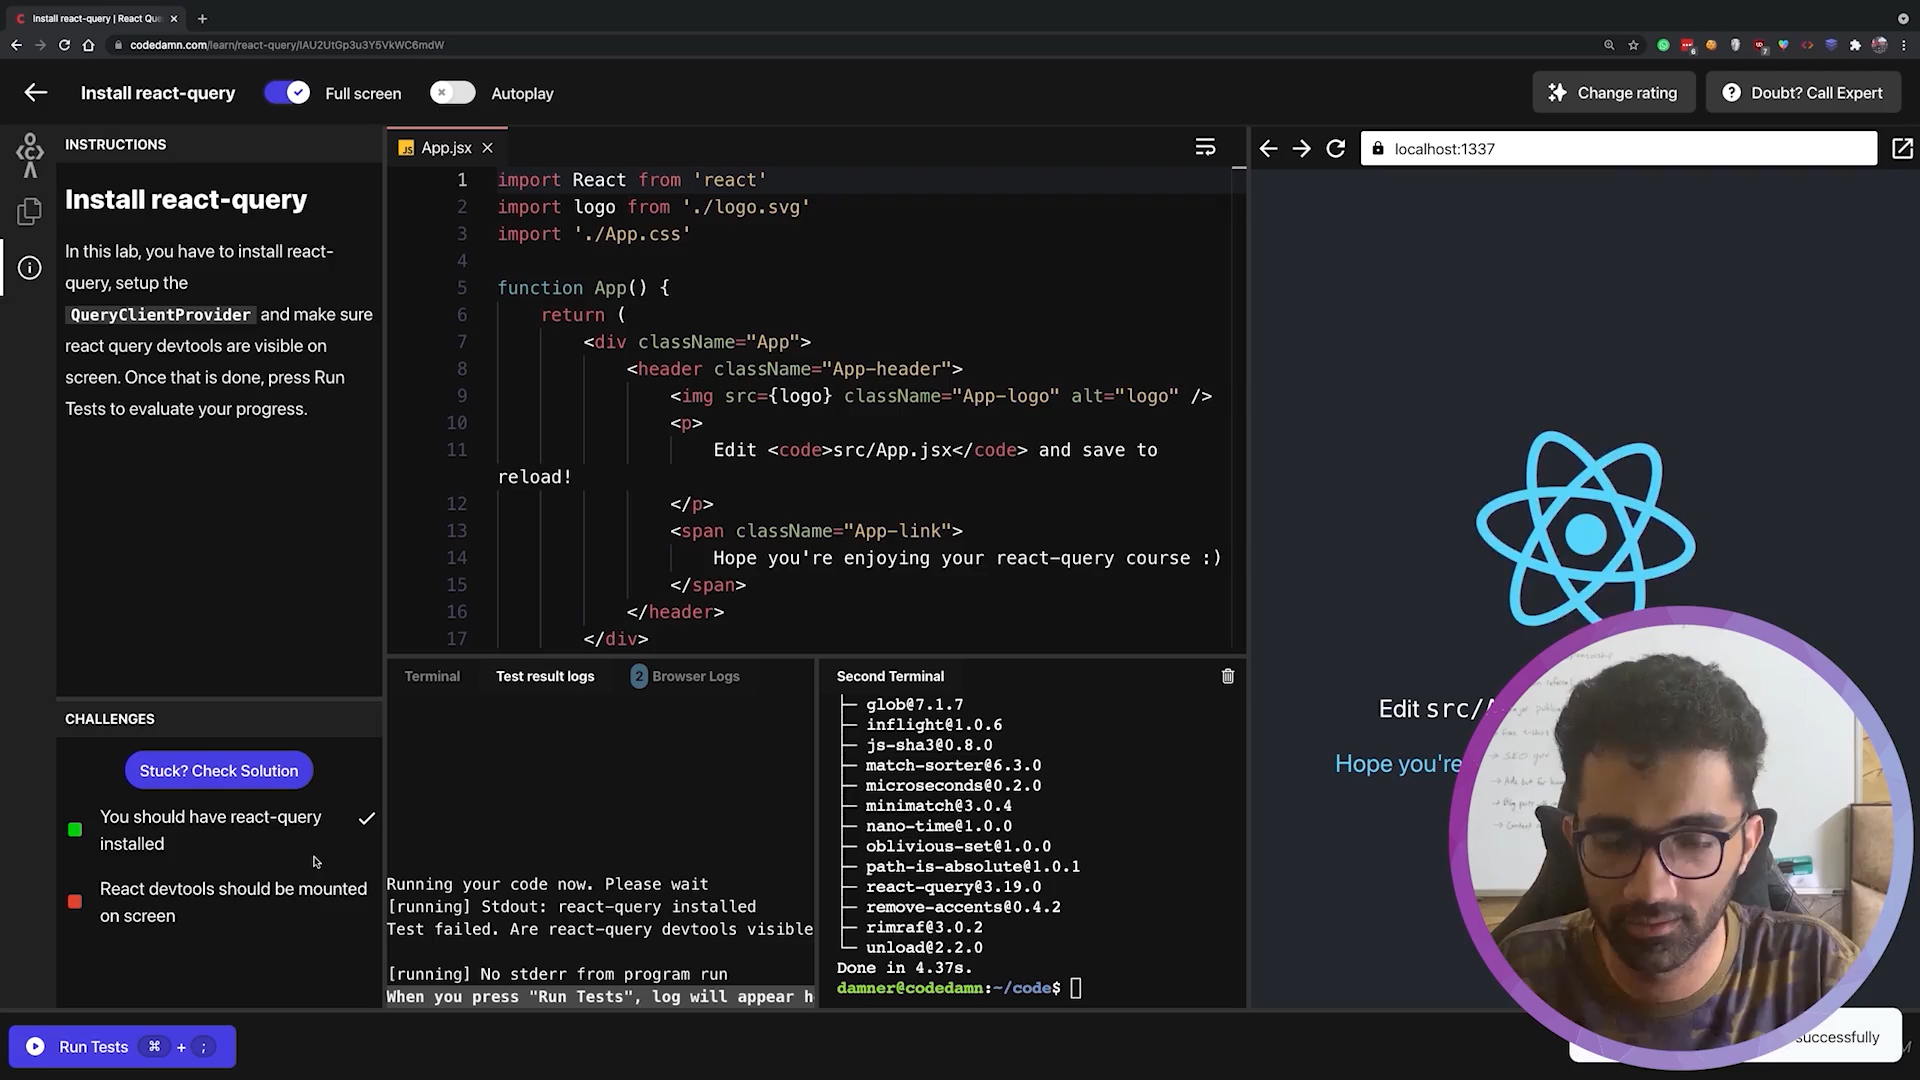 Install react-query | React Que
codedamn.com/learn/react-query/IAU2UtGp3u3Y5VkWC6mdW
Install react-query
Full screen
Autoplay
Change rating
Doubt? Call Expert
INSTRUCTIONS
Install react-query
In this lab, you have to install react-
query, setup the
QueryClientProvider and make sure
react query devtools are visible on
screen. Once that is done, press Run
Tests to evaluate your progress.
CHALLENGES
Stuck? Check Solution
You should have react-query
installed
React devtools should be mounted
on screen
Run Tests ⌘ + ;
JS App.jsx
1 import React from 'react'
2 import logo from './logo.svg'
3 import './App.css'
4
5 function App() {
6 return (
7 <div className="App">
8 <header className="App-header">
9 <img src={logo} className="App-logo" alt="logo" />
10 <p>
11 Edit <code>src/App.jsx</code> and save to
reload!
12 </p>
13 <span className="App-link">
14 Hope you're enjoying your react-query course :)
15 </span>
16 </header>
17 </div>
Terminal
Test result logs
2 Browser Logs
Running your code now. Please wait
[running] Stdout: react-query installed
Test failed. Are react-query devtools visible
[running] No stderr from program run
When you press "Run Tests", log will appear h
Second Terminal
├─ glob@7.1.7
├─ inflight@1.0.6
├─ js-sha3@0.8.0
├─ match-sorter@6.3.0
├─ microseconds@0.2.0
├─ minimatch@3.0.4
├─ nano-time@1.0.0
├─ oblivious-set@1.0.0
├─ path-is-absolute@1.0.1
├─ react-query@3.19.0
├─ remove-accents@0.4.2
├─ rimraf@3.0.2
└─ unload@2.2.0
Done in 4.37s.
damner@codedamn:~/code$
localhost:1337
Edit src/
Hope you're
successfully